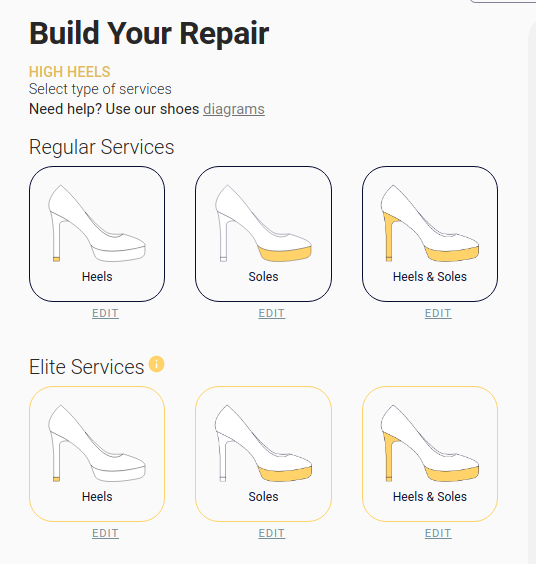 Build Your Repair
HIGH HEELS
Select type of services
Need help? Use our shoes diagrams
Regular Services
Heels Soles Heels & Soles
EDIT EDIT EDIT
Elite Services i
Heels Soles Heels & Soles
EDIT EDIT EDIT